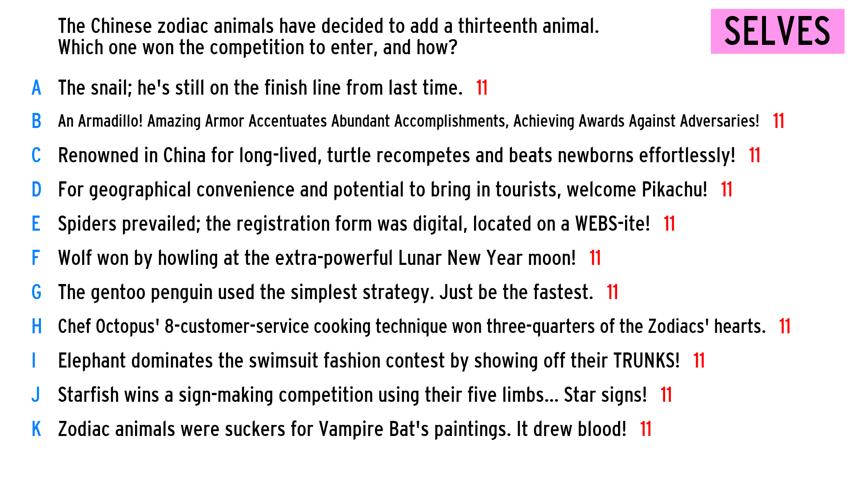 The Chinese zodiac animals have decided to add a thirteenth animal.
Which one won the competition to enter, and how?
SELVES
A The snail; he's still on the finish line from last time. 11
B An Armadillo! Amazing Armor Accentuates Abundant Accomplishments, Achieving Awards Against Adversaries! 11
C Renowned in China for long-lived, turtle recompetes and beats newborns effortlessly! 11
D For geographical convenience and potential to bring in tourists, welcome Pikachu! 11
E Spiders prevailed; the registration form was digital, located on a WEBS-ite! 11
F Wolf won by howling at the extra-powerful Lunar New Year moon! 11
G The gentoo penguin used the simplest strategy. Just be the fastest. 11
H Chef Octopus' 8-customer-service cooking technique won three-quarters of the Zodiacs' hearts. 11
I Elephant dominates the swimsuit fashion contest by showing off their TRUNKS! 11
J Starfish wins a sign-making competition using their five limbs... Star signs! 11
K Zodiac animals were suckers for Vampire Bat's paintings. It drew blood! 11